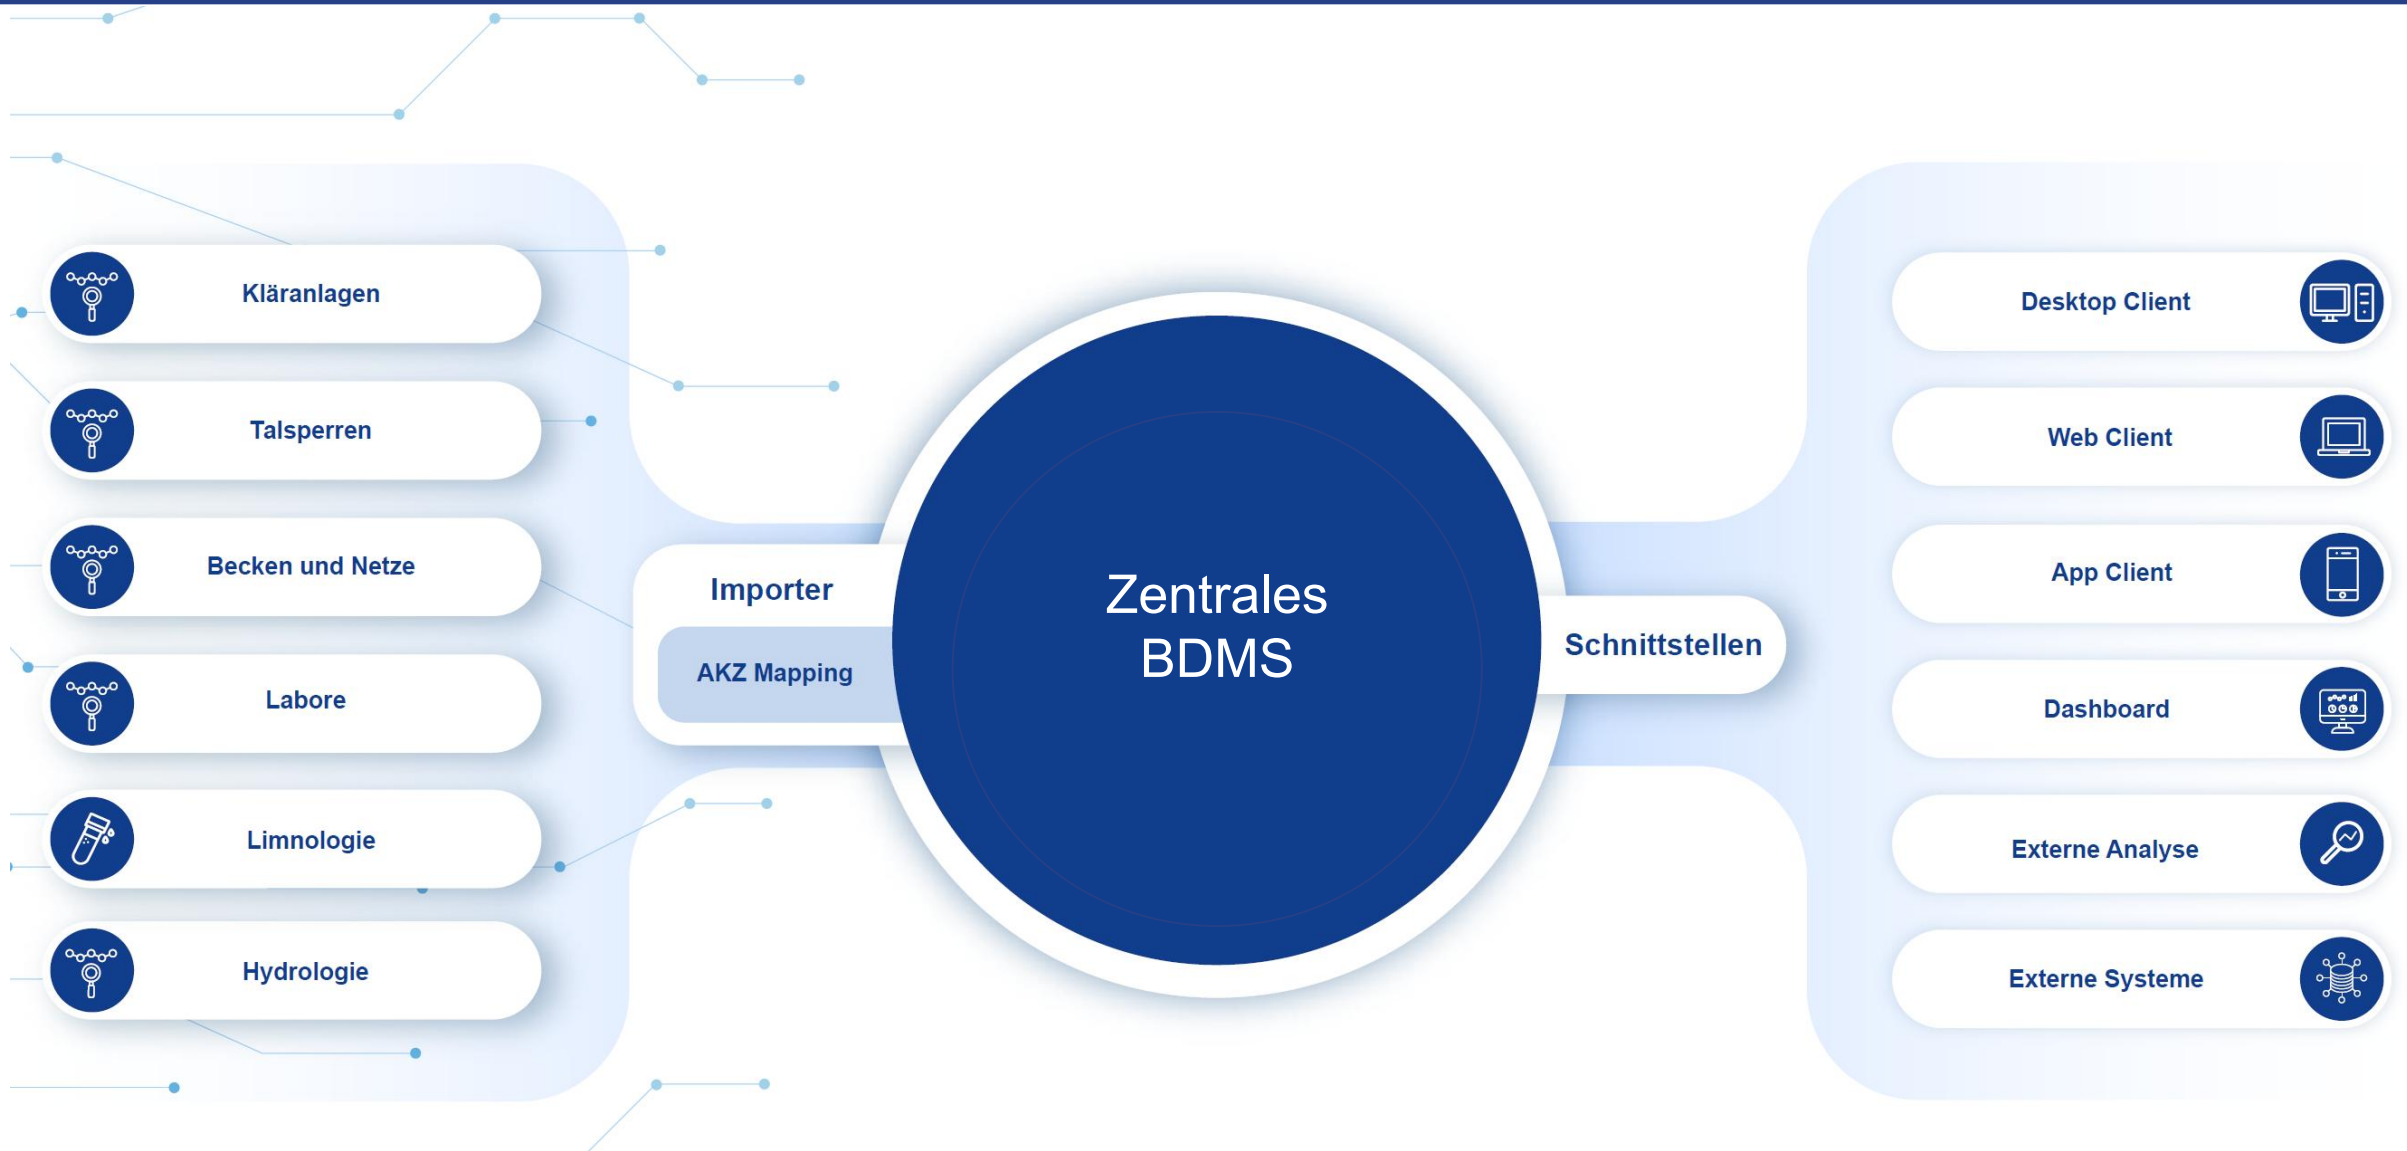 Kläranlagen
Talsperren
Becken und Netze
Labore
Limnologie
Hydrologie
Importer
AKZ Mapping
Zentrales
BDMS
Schnittstellen
Desktop Client
Web Client
App Client
Dashboard
Externe Analyse
Externe Systeme